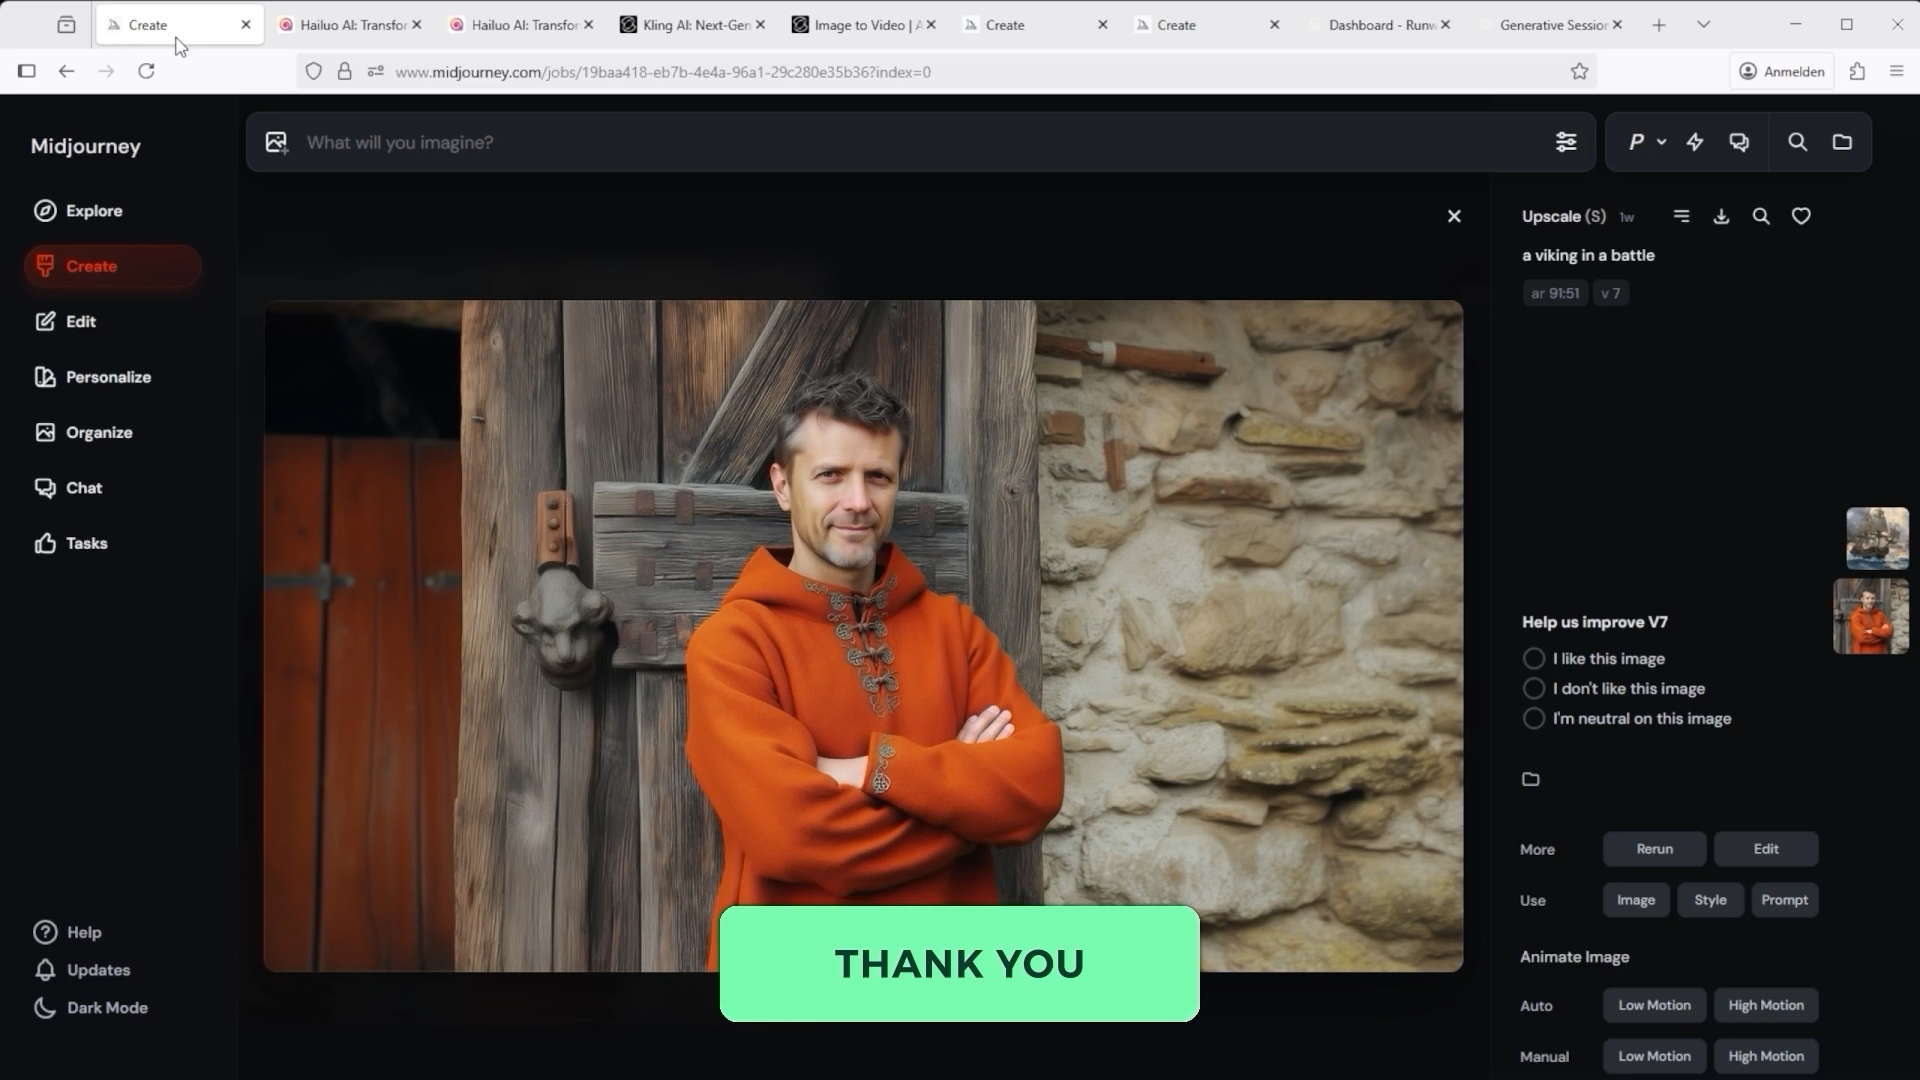 Create
Hailuo AI: Transfor
Hailuo AI: Transfor
Kling AI: Next-Gen
Image to Video | A
Create
Create
Dashboard - Runw
Generative Session
www.midjourney.com/jobs/19baa418-eb7b-4e4a-96a1-29c280e35b36?index=0
Anmelden
Midjourney
What will you imagine?
P
Explore
Create
Edit
Personalize
Organize
Chat
Tasks
Help
Updates
Dark Mode
Upscale (S) 1w
a viking in a battle
ar 91:51 v 7
Help us improve V7
I like this image
I don't like this image
I'm neutral on this image
More Rerun Edit
Use Image Style Prompt
Animate Image
Auto Low Motion High Motion
Manual Low Motion High Motion
THANK YOU